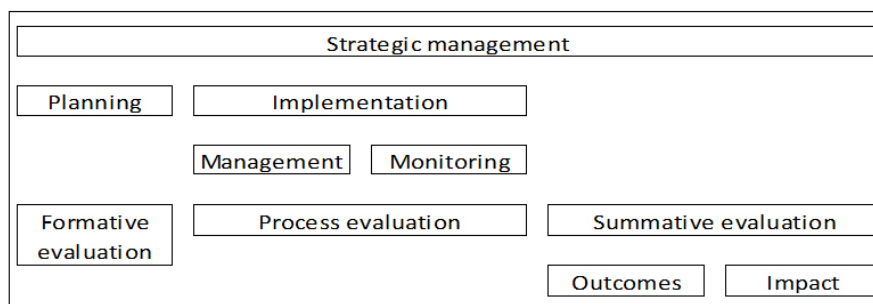 Strategic management
Planning Implementation
Management Monitoring
Formative Process evaluation Summative evaluation
evaluation
Outcomes Impact